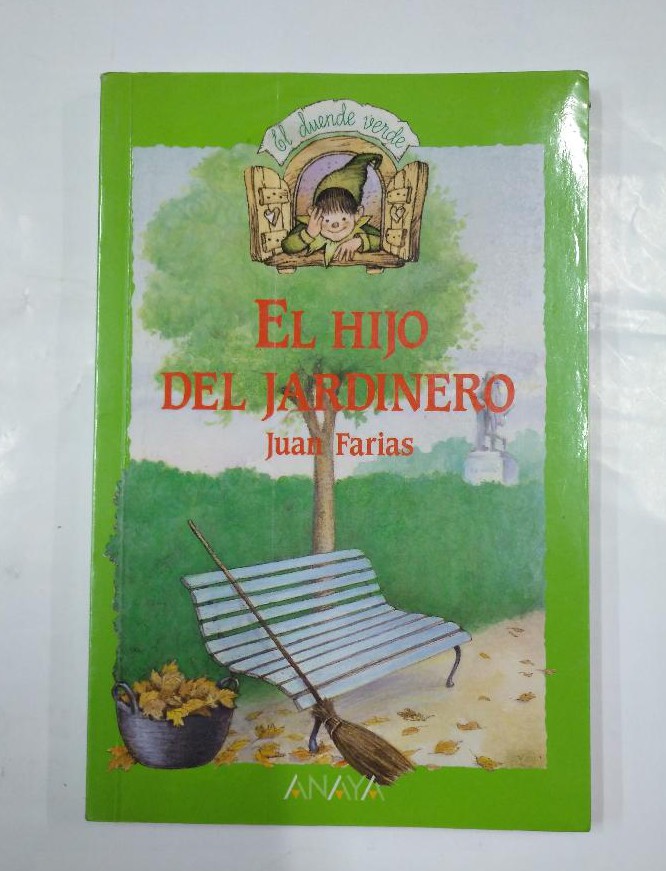 El duende verde
EL HIJO
DEL JARDINERO
Juan Farias
ANAYA